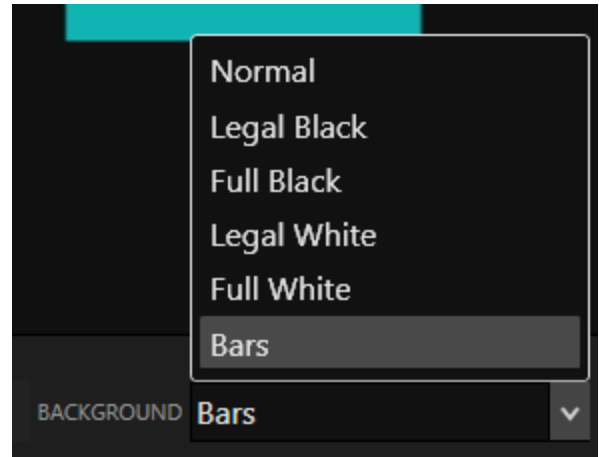 Normal
Legal Black
Full Black
Legal White
Full White
Bars
BACKGROUND Bars